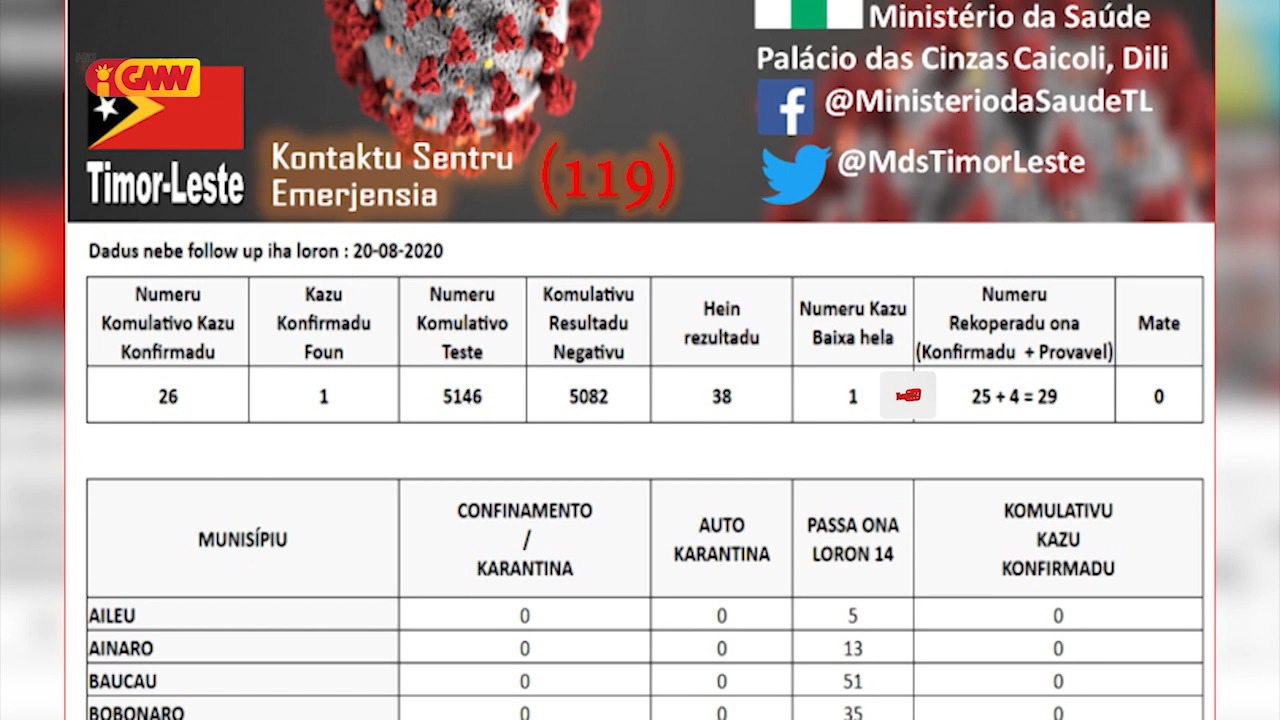 Ministério da Saúde
Palácio das Cinzas Caicoli, Dili
@MinisteriodaSaudeTL
@MdsTimorLeste
GMN
Timor-Leste
Kontaktu Sentru
Emerjensia
(119)
Dadus nebe follow up iha loron : 20-08-2020
Numeru
Komulativo Kazu
Konfirmadu
Kazu
Konfirmadu
Foun
Numeru
Komulativo
Teste
Komulativu
Resultadu
Negativu
Hein
rezultadu
Numeru Kazu
Baixa hela
Numeru
Rekoperadu ona
(Konfirmadu + Provavel)
Mate
26 1 5146 5082 38 1 25 + 4 = 29 0
MUNISÍPIU
CONFINAMENTO
/
KARANTINA
AUTO
KARANTINA
PASSA ONA
LORON 14
KOMULATIVU
KAZU
KONFIRMADU
AILEU 0 0 5 0
AINARO 0 0 13 0
BAUCAU 0 0 51 0
BOBONARO 0 0 35 0